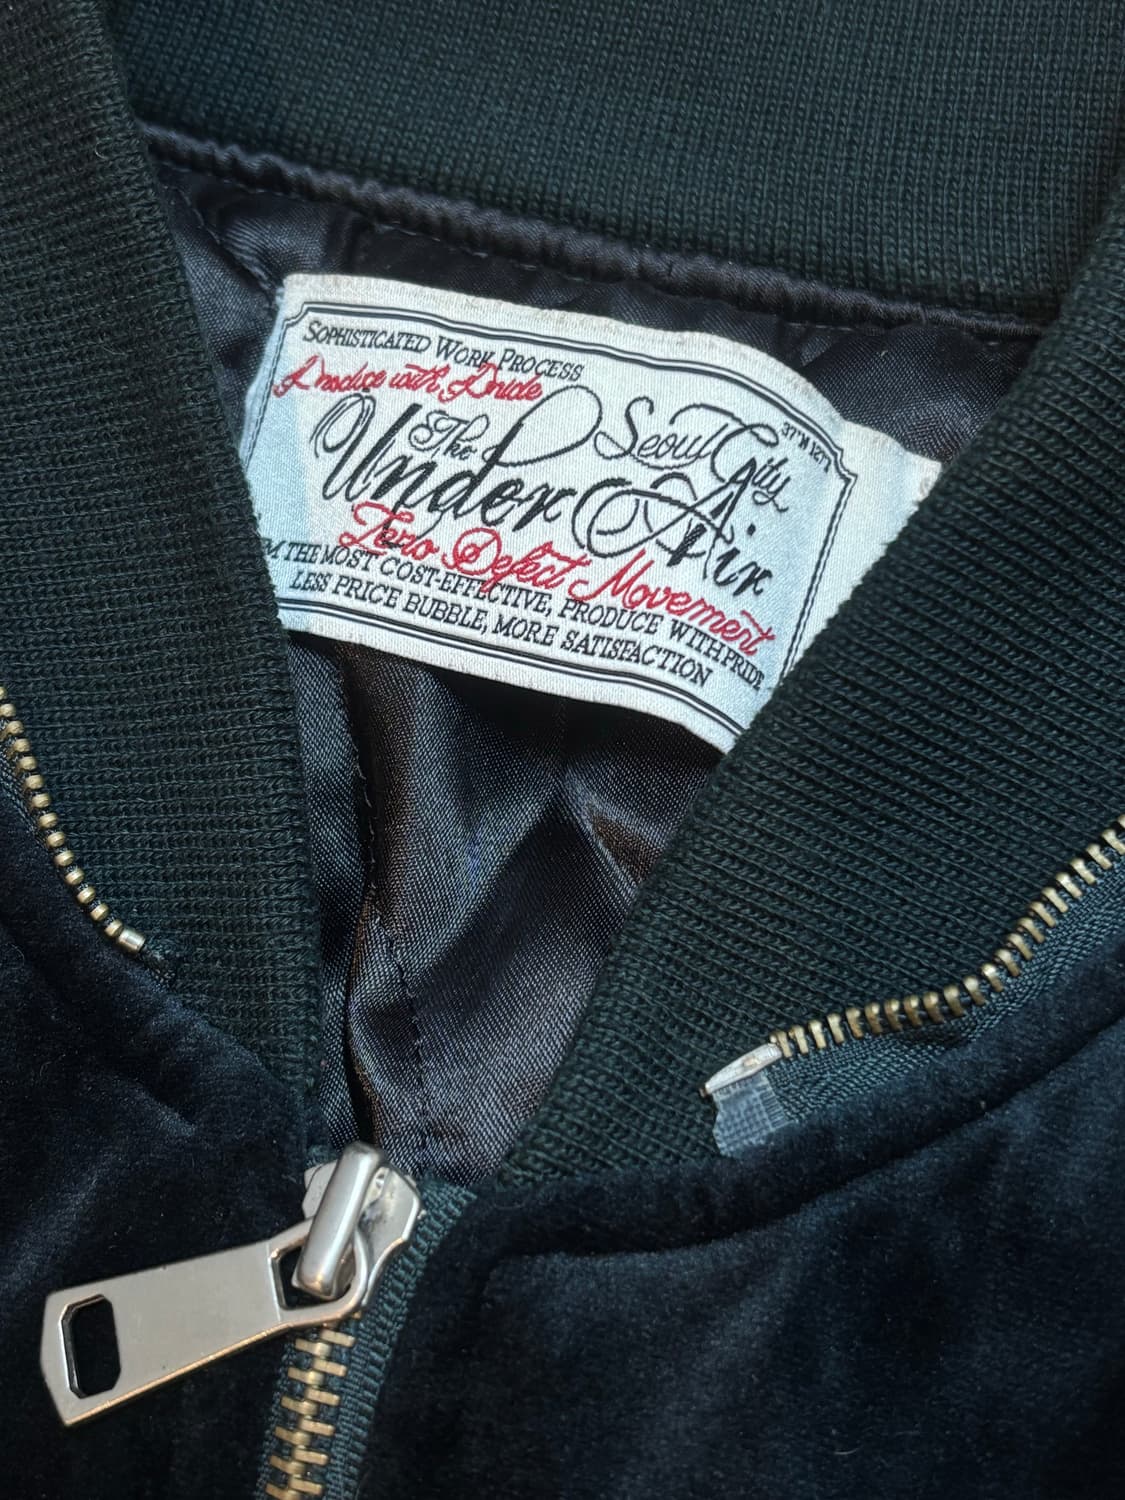 SOPHISTICATED WORK PROCESS
Produce with Pride
Seoul City
37°N 127°
The
Under Air
Zero Defect Movement
M THE MOST COST-EFFECTIVE, PRODUCE WITH PRIDE
LESS PRICE BUBBLE, MORE SATISFACTION